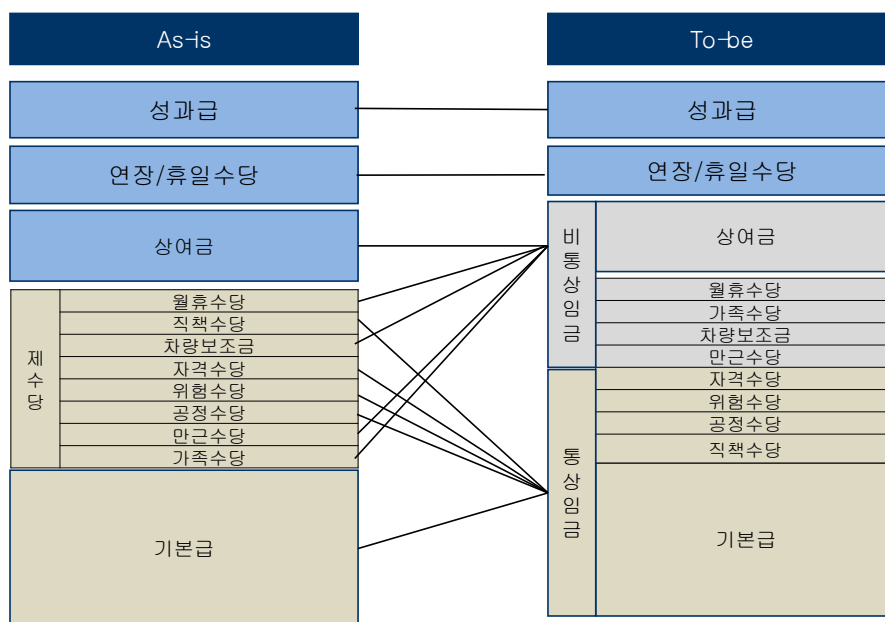 As-is
성과급
연장/휴일수당
상여금
제수당
월휴수당
직책수당
차량보조금
자격수당
위험수당
공정수당
만근수당
가족수당
기본급
To-be
성과급
연장/휴일수당
비통상임금
상여금
월휴수당
가족수당
차량보조금
만근수당
통상임금
자격수당
위험수당
공정수당
직책수당
기본급